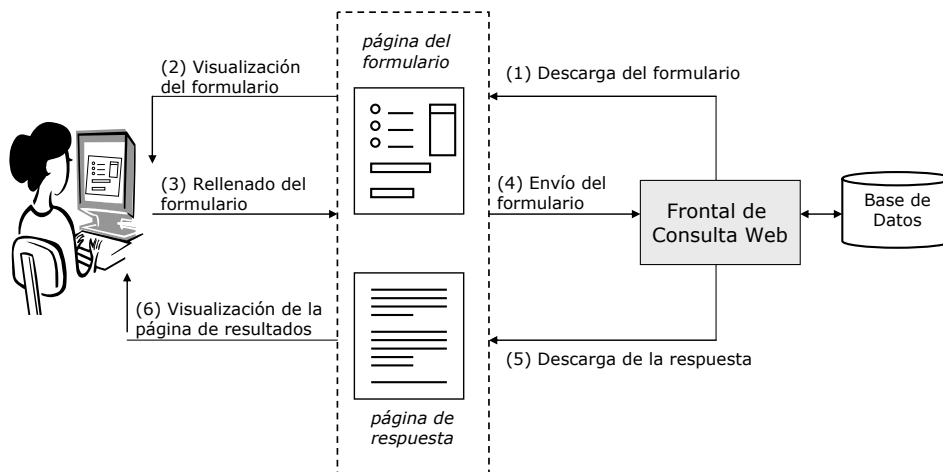 página del
formulario
(2) Visualización
del formulario
(1) Descarga del formulario
(3) Rellenado del
formulario
(4) Envío del
formulario
Frontal de
Consulta Web
Base de
Datos
(6) Visualización de la
página de resultados
(5) Descarga de la respuesta
página de
respuesta